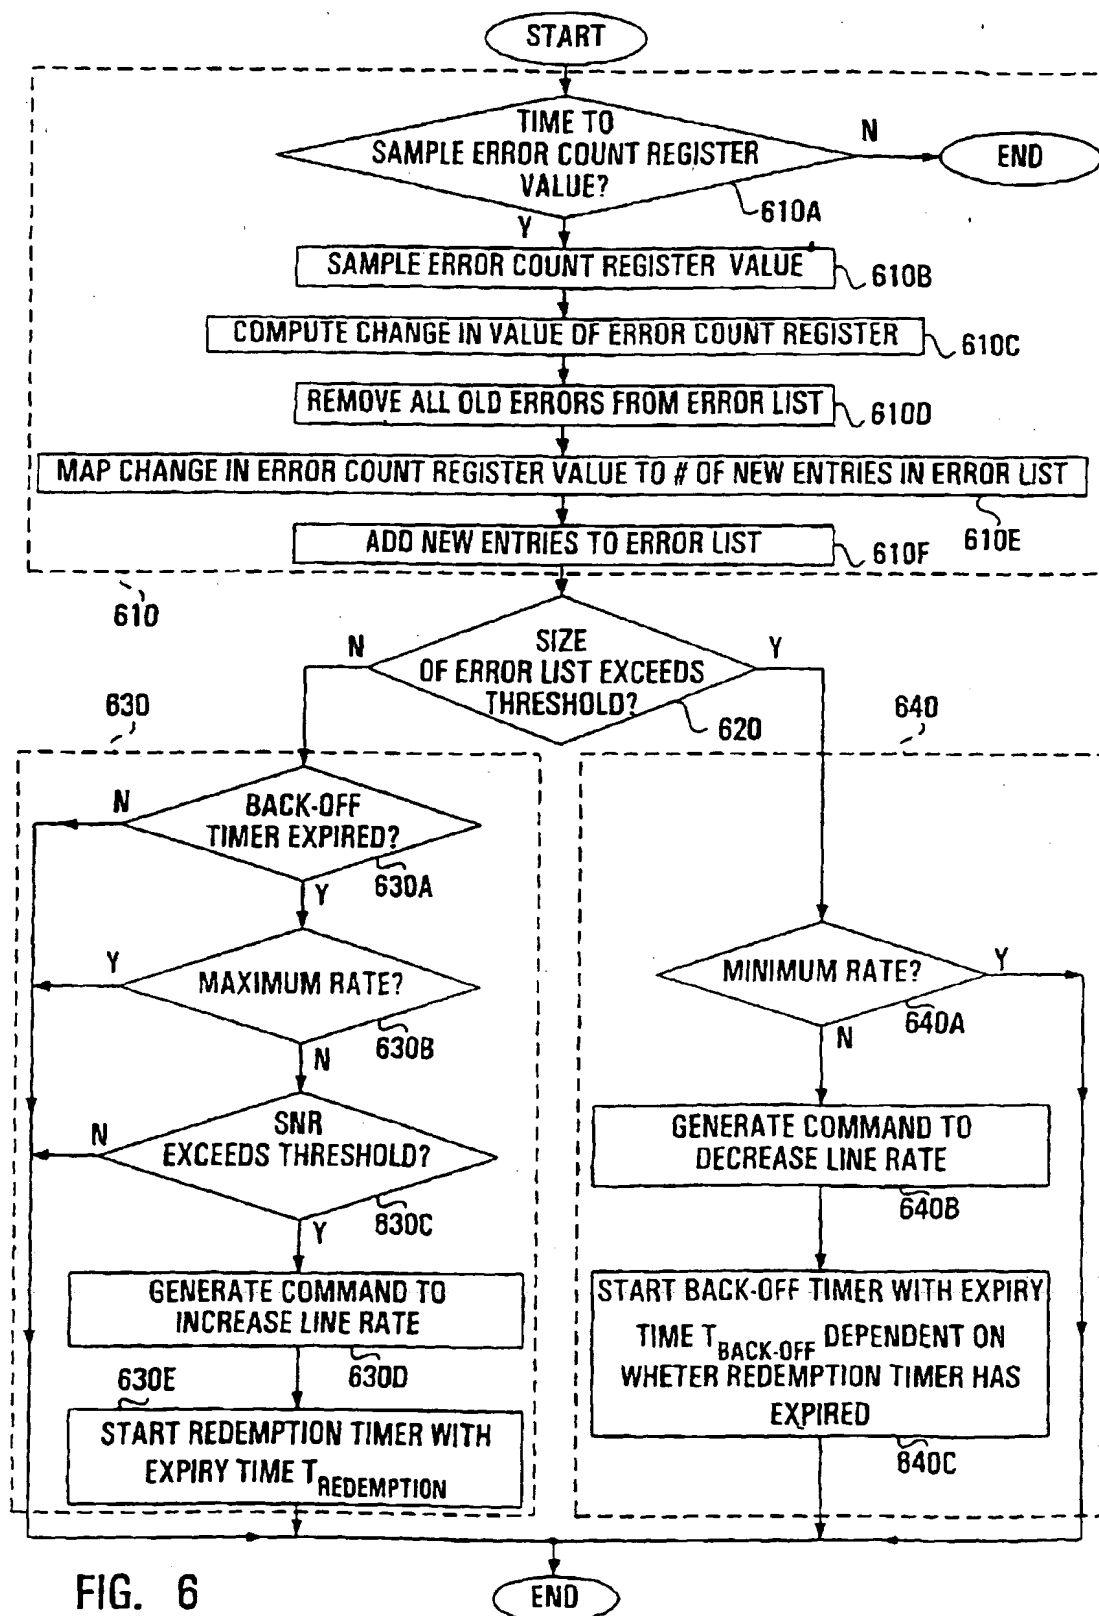 START
TIME TO
SAMPLE ERROR COUNT REGISTER
VALUE?
N
END
610A
Y
SAMPLE ERROR COUNT REGISTER VALUE
610B
COMPUTE CHANGE IN VALUE OF ERROR COUNT REGISTER
610C
REMOVE ALL OLD ERRORS FROM ERROR LIST
610D
MAP CHANGE IN ERROR COUNT REGISTER VALUE TO # OF NEW ENTRIES IN ERROR LIST
610E
ADD NEW ENTRIES TO ERROR LIST
610F
610
SIZE
OF ERROR LIST EXCEEDS
THRESHOLD?
N
Y
620
630
640
BACK-OFF
TIMER EXPIRED?
N
630A
Y
MAXIMUM RATE?
Y
630B
N
SNR
EXCEEDS THRESHOLD?
N
630C
Y
GENERATE COMMAND TO
INCREASE LINE RATE
630D
630E
START REDEMPTION TIMER WITH
EXPIRY TIME TREDEMPTION
MINIMUM RATE?
Y
640A
N
GENERATE COMMAND TO
DECREASE LINE RATE
640B
START BACK-OFF TIMER WITH EXPIRY
TIME TBACK-OFF DEPENDENT ON
WHETER REDEMPTION TIMER HAS
EXPIRED
640C
END
FIG. 6